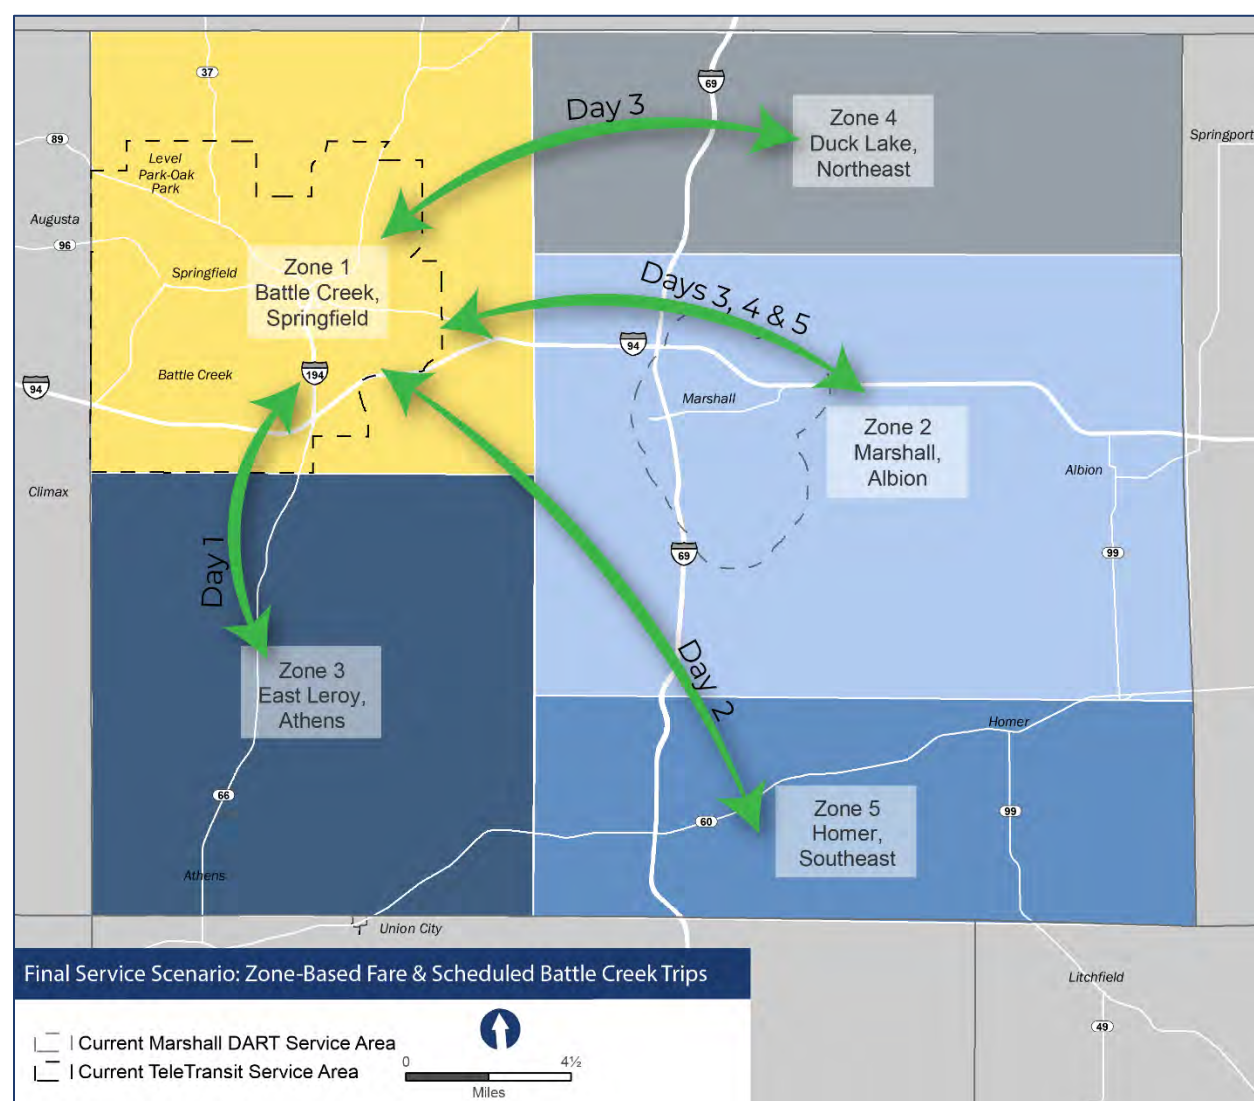 37
69
Day 3
Zone 4
Duck Lake,
Northeast
89
Springport
Level
Park-Oak
Park
Augusta
96
Springfield
Zone 1
Battle Creek,
Springfield
Days 3, 4 & 5
94
94
Battle Creek
194
Marshall
Zone 2
Marshall,
Albion
Albion
Climax
69
99
Day 1
Zone 3
East Leroy,
Athens
Day 2
Homer
66
60
99
Zone 5
Homer,
Southeast
Athens
Union City
Final Service Scenario: Zone-Based Fare & Scheduled Battle Creek Trips
Litchfield
49
Current Marshall DART Service Area
Current TeleTransit Service Area
0
4½
Miles